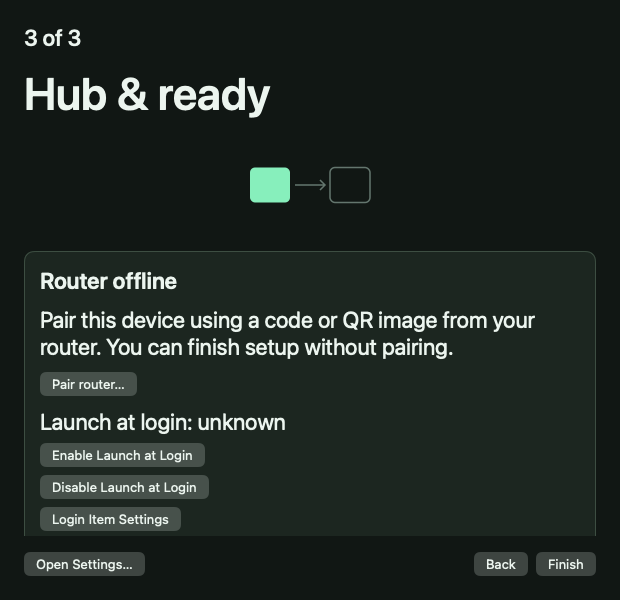 3 of 3
Hub & ready
Router offline
Pair this device using a code or QR image from your
router. You can finish setup without pairing.
Pair router...
Launch at login: unknown
Enable Launch at Login
Disable Launch at Login
Login Item Settings
Open Settings...
Back
Finish